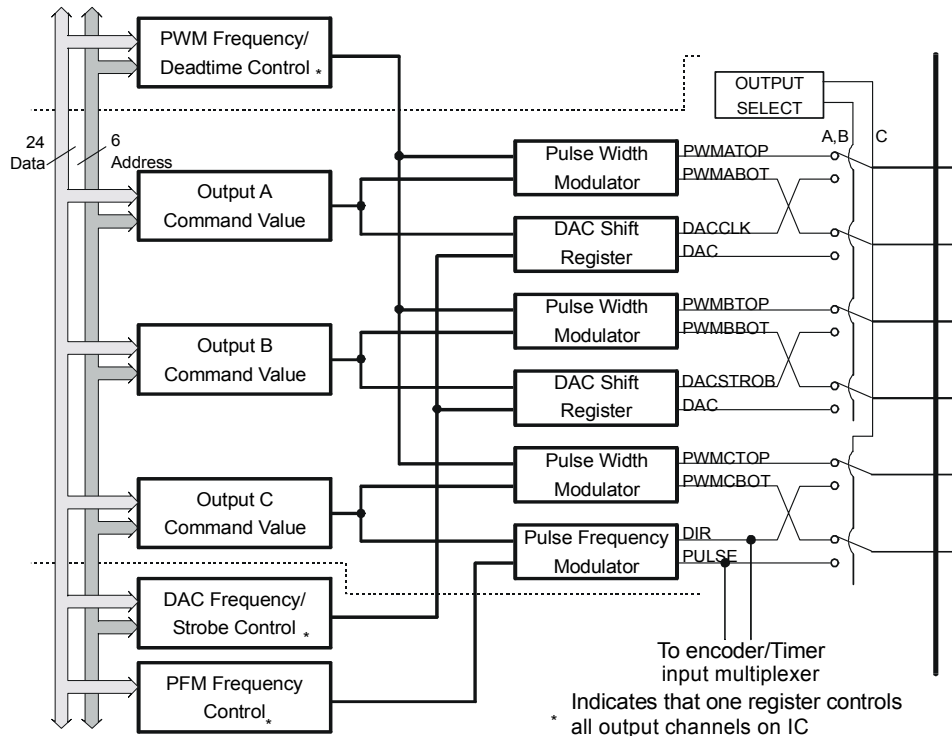 PWM Frequency/
Deadtime Control *
OUTPUT
SELECT
24
Data
6
Address
A,B
C
Pulse Width
Modulator
PWMATOP
PWMABOT
Output A
Command Value
DAC Shift
Register
DACCLK
DAC
Pulse Width
Modulator
PWMBTOP
PWMBBOT
Output B
Command Value
DAC Shift
Register
DACSTROB
DAC
Pulse Width
Modulator
PWMCTOP
PWMCBOT
Output C
Command Value
Pulse Frequency
Modulator
DIR
PULSE
DAC Frequency/
Strobe Control *
To encoder/Timer
input multiplexer
PFM Frequency
Control *
* Indicates that one register controls
all output channels on IC